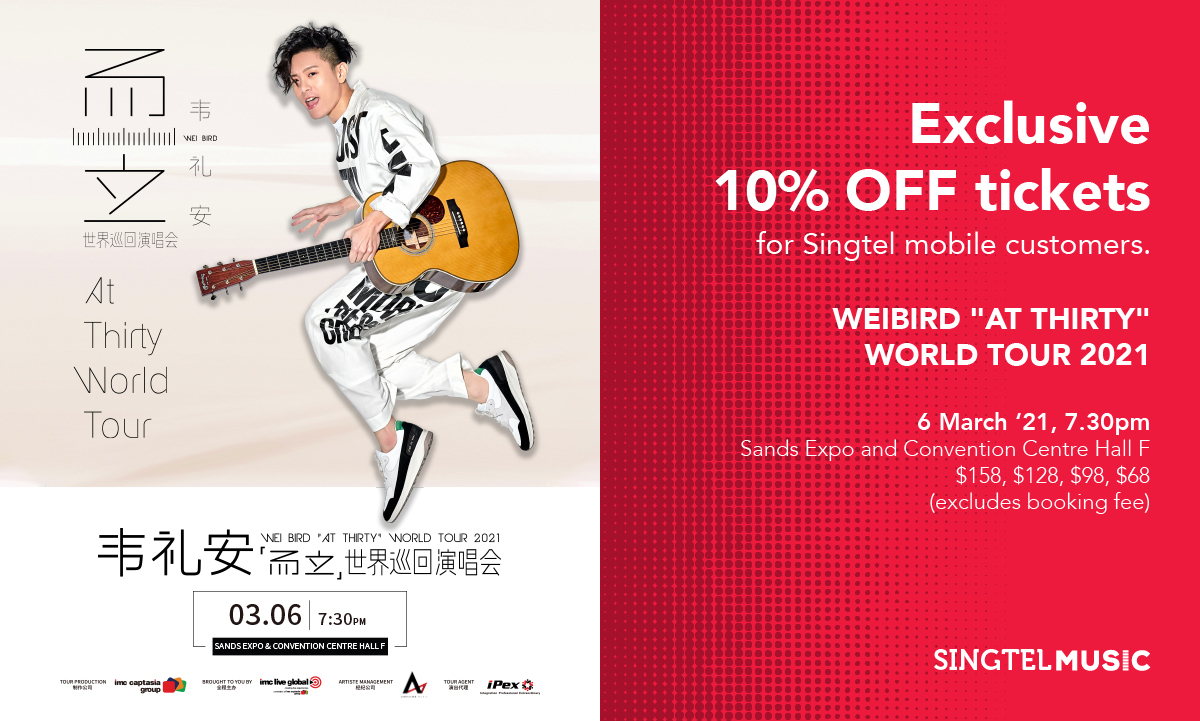 而立
韦
WEI BIRD
礼
安
世界巡回演唱会
At
Thirty
World
Tour
韦礼安
WEI BIRD "AT THIRTY" WORLD TOUR 2021
「而立」世界巡回演唱会
03.06 7:30PM
SANDS EXPO & CONVENTION CENTRE HALL F
TOUR PRODUCTION
制作公司
imc captasia
group
BROUGHT TO YOU BY
全程主办
imc live global
ARTISTE MANAGEMENT
经纪公司
TOUR AGENT
演出代理
iPex
Integration Professional Extraordinary
Exclusive
10% OFF tickets
for Singtel mobile customers.
WEIBIRD "AT THIRTY"
WORLD TOUR 2021
6 March ‘21, 7.30pm
Sands Expo and Convention Centre Hall F
$158, $128, $98, $68
(excludes booking fee)
SINGTEL MUSIC